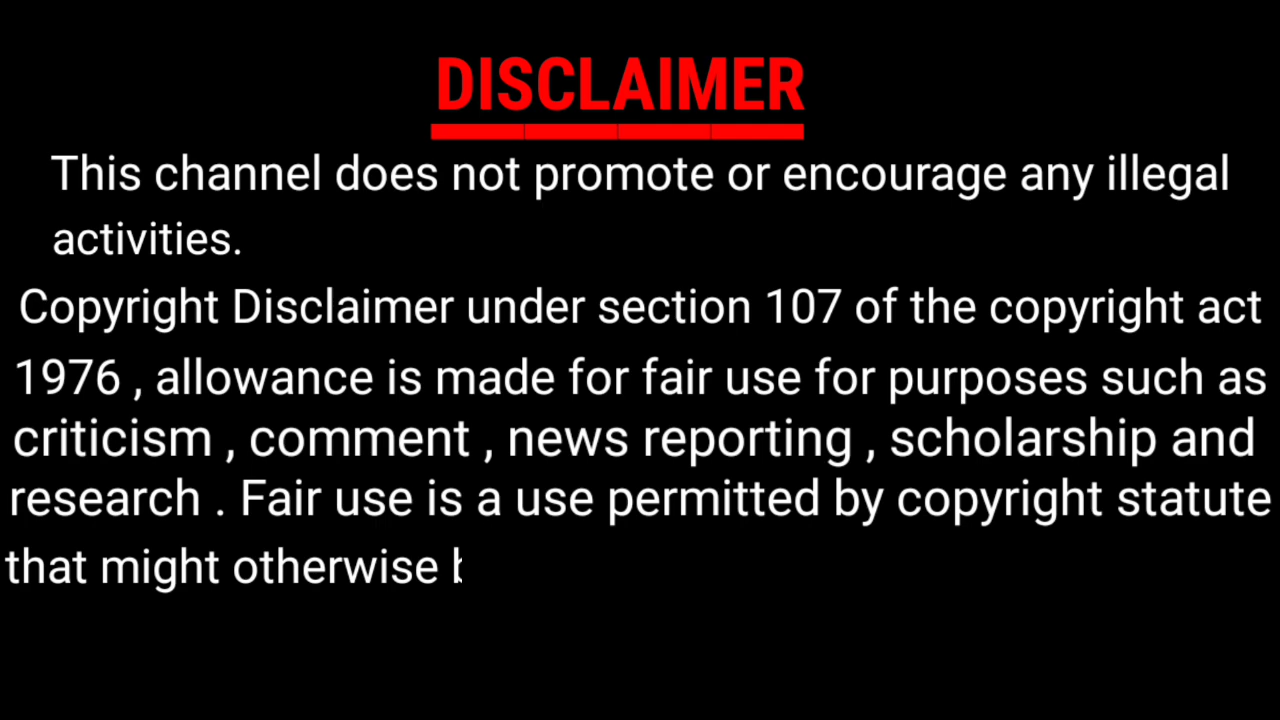 DISCLAIMER
This channel does not promote or encourage any illegal
activities.
Copyright Disclaimer under section 107 of the copyright act
1976 , allowance is made for fair use for purposes such as
criticism , comment , news reporting , scholarship and
research . Fair use is a use permitted by copyright statute
that might otherwise